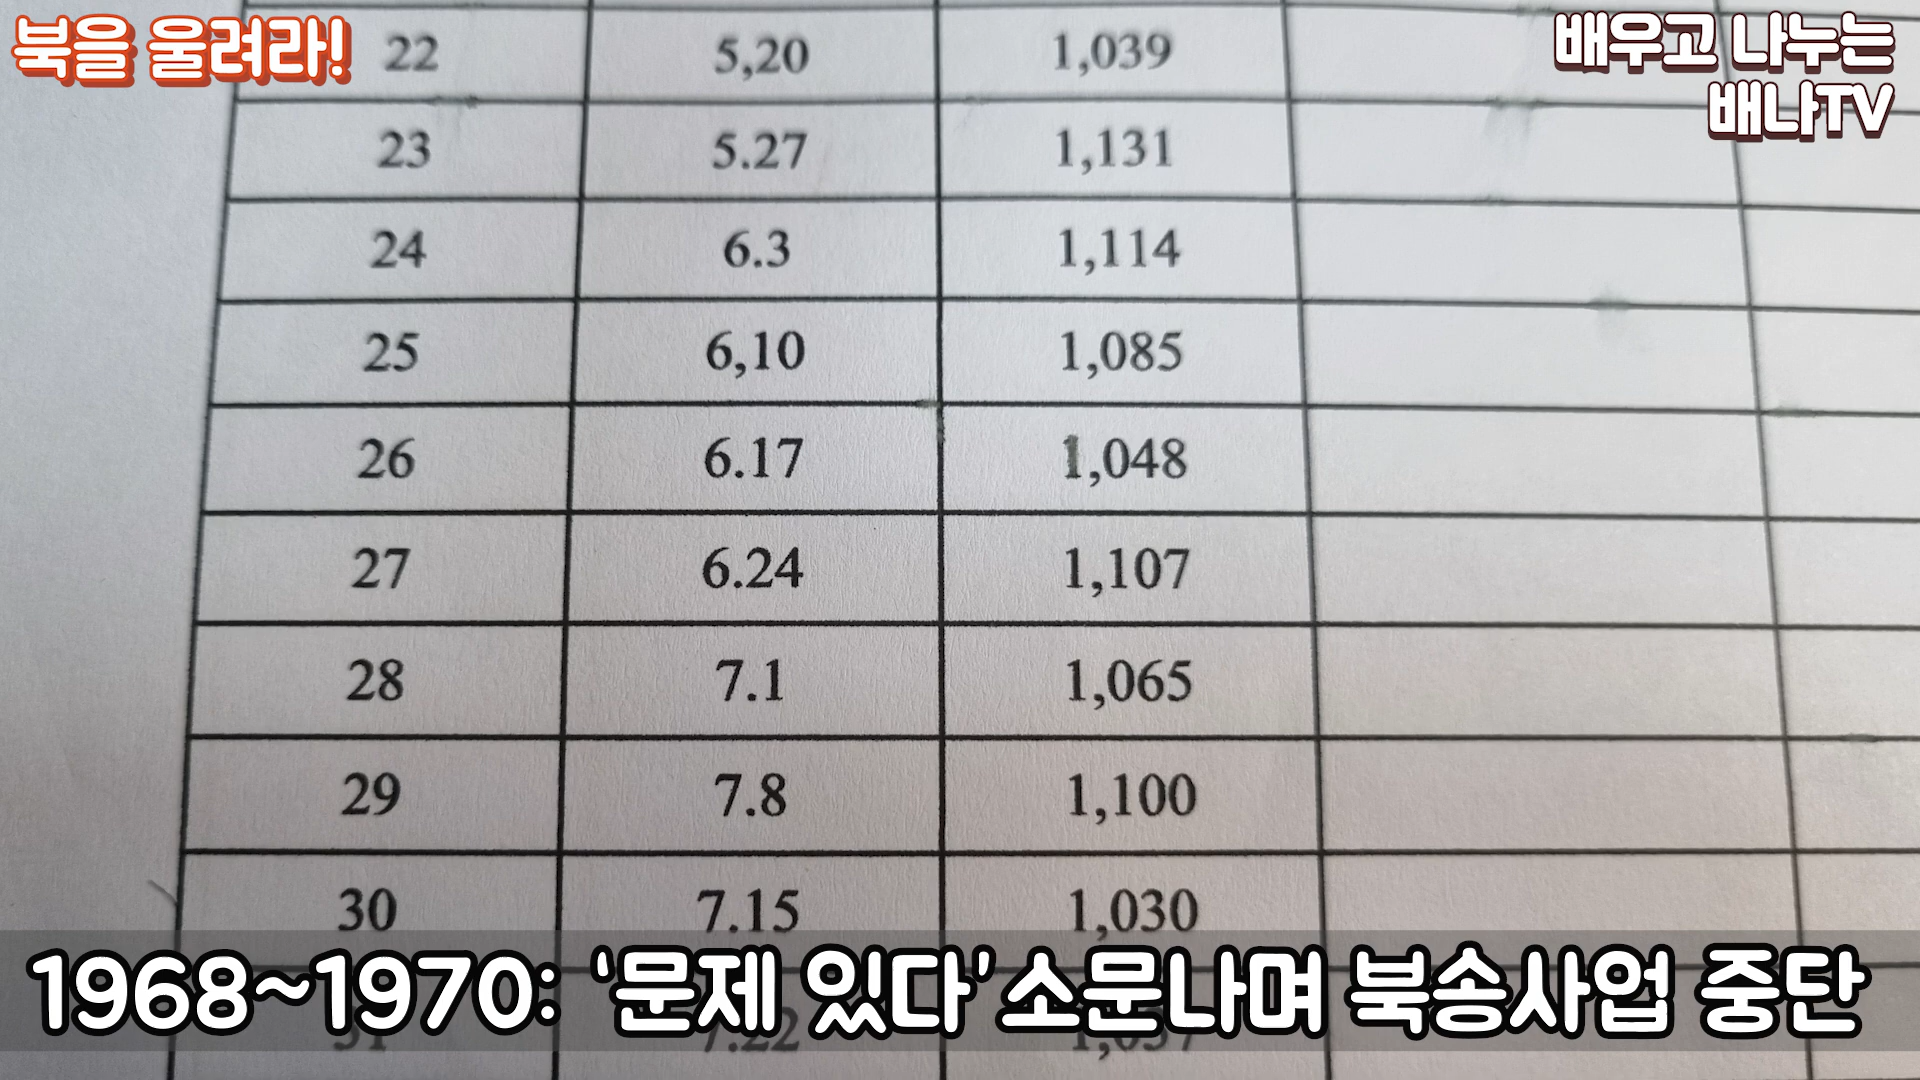 북을 울려라!
배우고 나누는
배나TV
22 5,20 1,039
23 5.27 1,131
24 6.3 1,114
25 6,10 1,085
26 6.17 1,048
27 6.24 1,107
28 7.1 1,065
29 7.8 1,100
30 7.15 1,030
31 7.22
1968~1970: '문제 있다' 소문나며 북송사업 중단